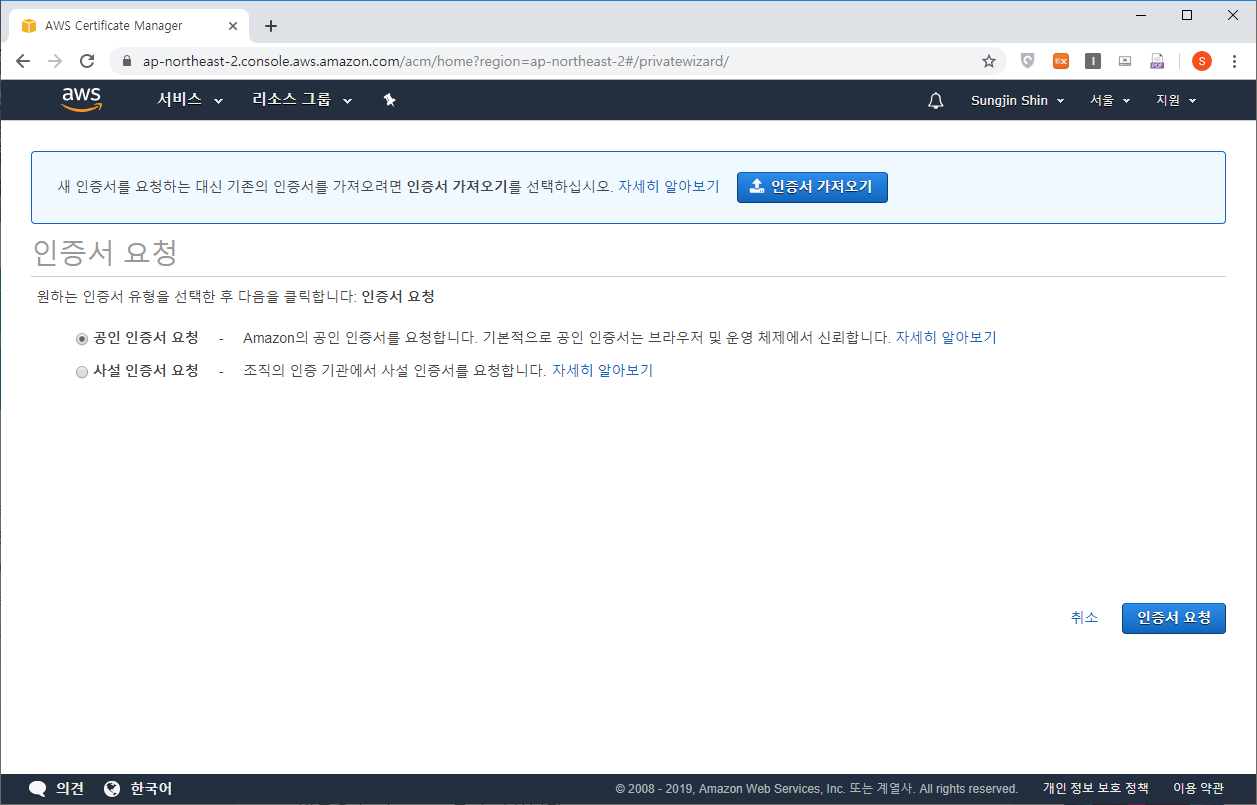 AWS Certificate Manager
ap-northeast-2.console.aws.amazon.com/acm/home?region=ap-northeast-2#/privatewizard/
EX
I
PDF
S
aws 서비스 리소스 그룹 Sungjin Shin 서울 지원
새 인증서를 요청하는 대신 기존의 인증서를 가져오려면 인증서 가져오기를 선택하십시오. 자세히 알아보기 인증서 가져오기
인증서 요청
원하는 인증서 유형을 선택한 후 다음을 클릭합니다: 인증서 요청
공인 인증서 요청 - Amazon의 공인 인증서를 요청합니다. 기본적으로 공인 인증서는 브라우저 및 운영 체제에서 신뢰합니다. 자세히 알아보기
사설 인증서 요청 - 조직의 인증 기관에서 사설 인증서를 요청합니다. 자세히 알아보기
취소 인증서 요청
의견 한국어 © 2008 - 2019, Amazon Web Services, Inc. 또는 계열사. All rights reserved. 개인 정보 보호 정책 이용 약관